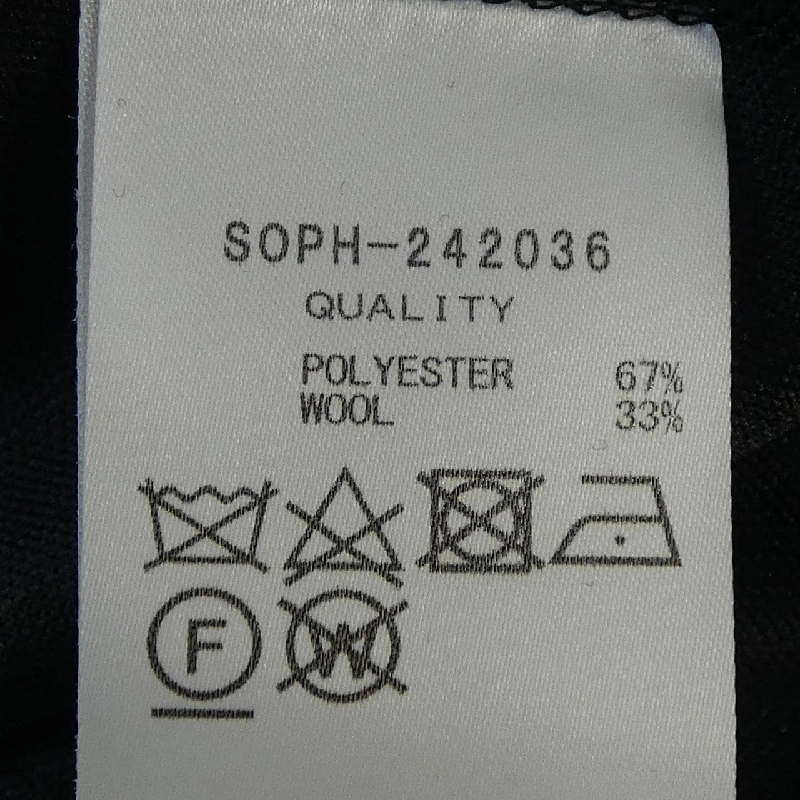 SOPH-242036
QUALITY
POLYESTER 67%
WOOL 33%
F
W